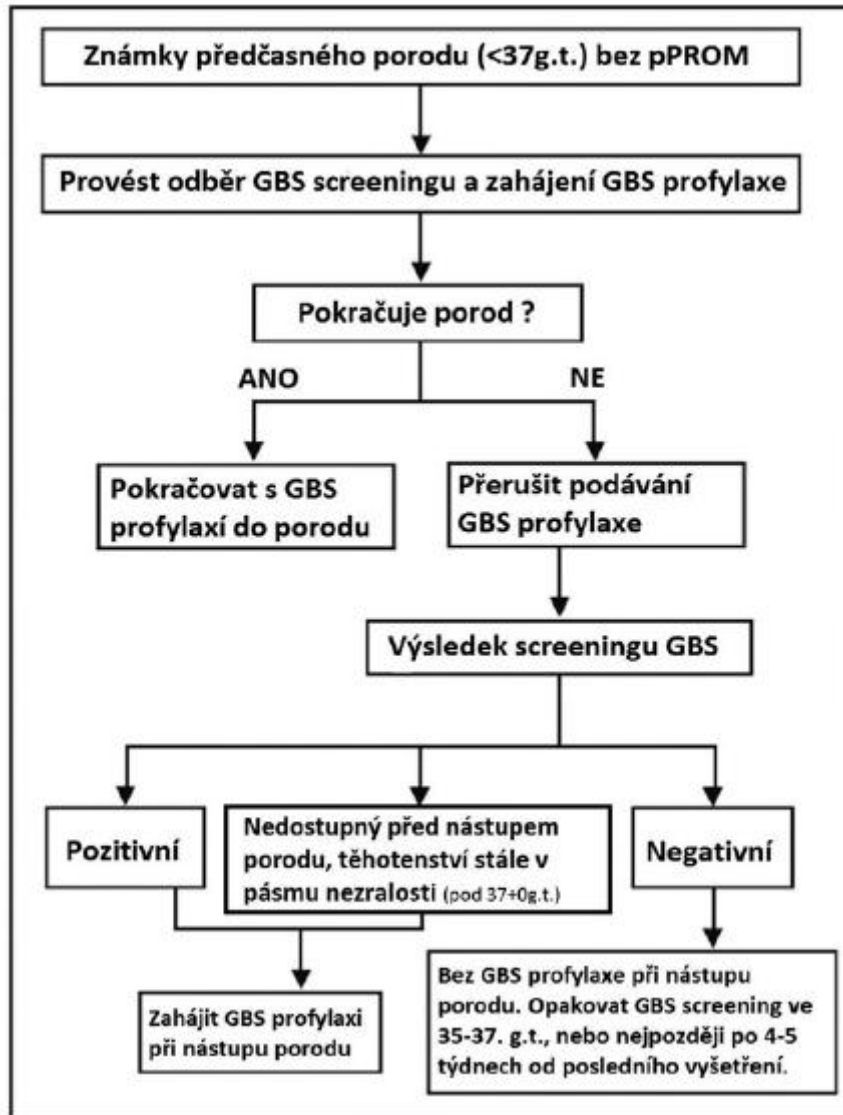 Známky předčasného porodu (<37g.t.) bez pPROM
Provést odběr GBS screeningu a zahájení GBS profylaxe
Pokračuje porod ?
ANO
NE
Pokračovat s GBS
profylaxí do porodu
Přerušit podávání
GBS profylaxe
Výsledek screeningu GBS
Pozitivní
Nedostupný před nástupem
porodu, těhotenství stále v
pásmu nezralosti (pod 37+0g.t.)
Negativní
Zahájit GBS profylaxi
při nástupu porodu
Bez GBS profylaxe při nástupu
porodu. Opakovat GBS screening ve
35-37. g.t., nebo nejpozději po 4-5
týdnech od posledního vyšetření.